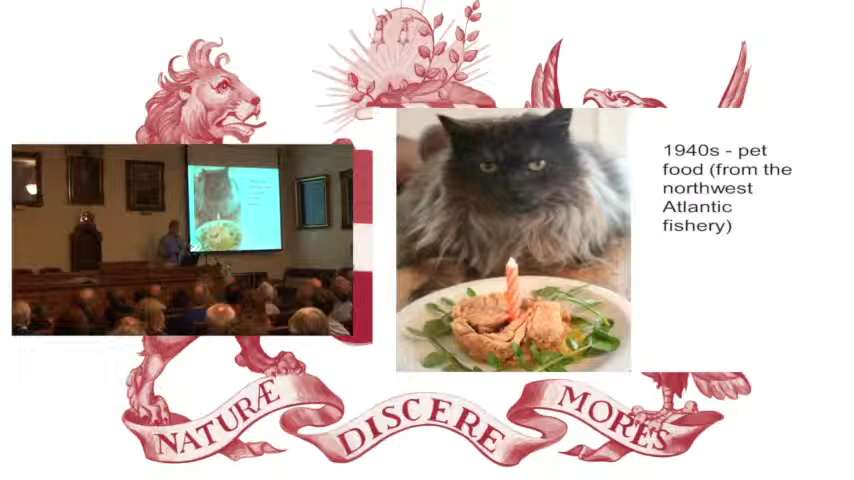 1940s - pet
food (from the
northwest
Atlantic
fishery)
NATURÆ DISCERE MORES